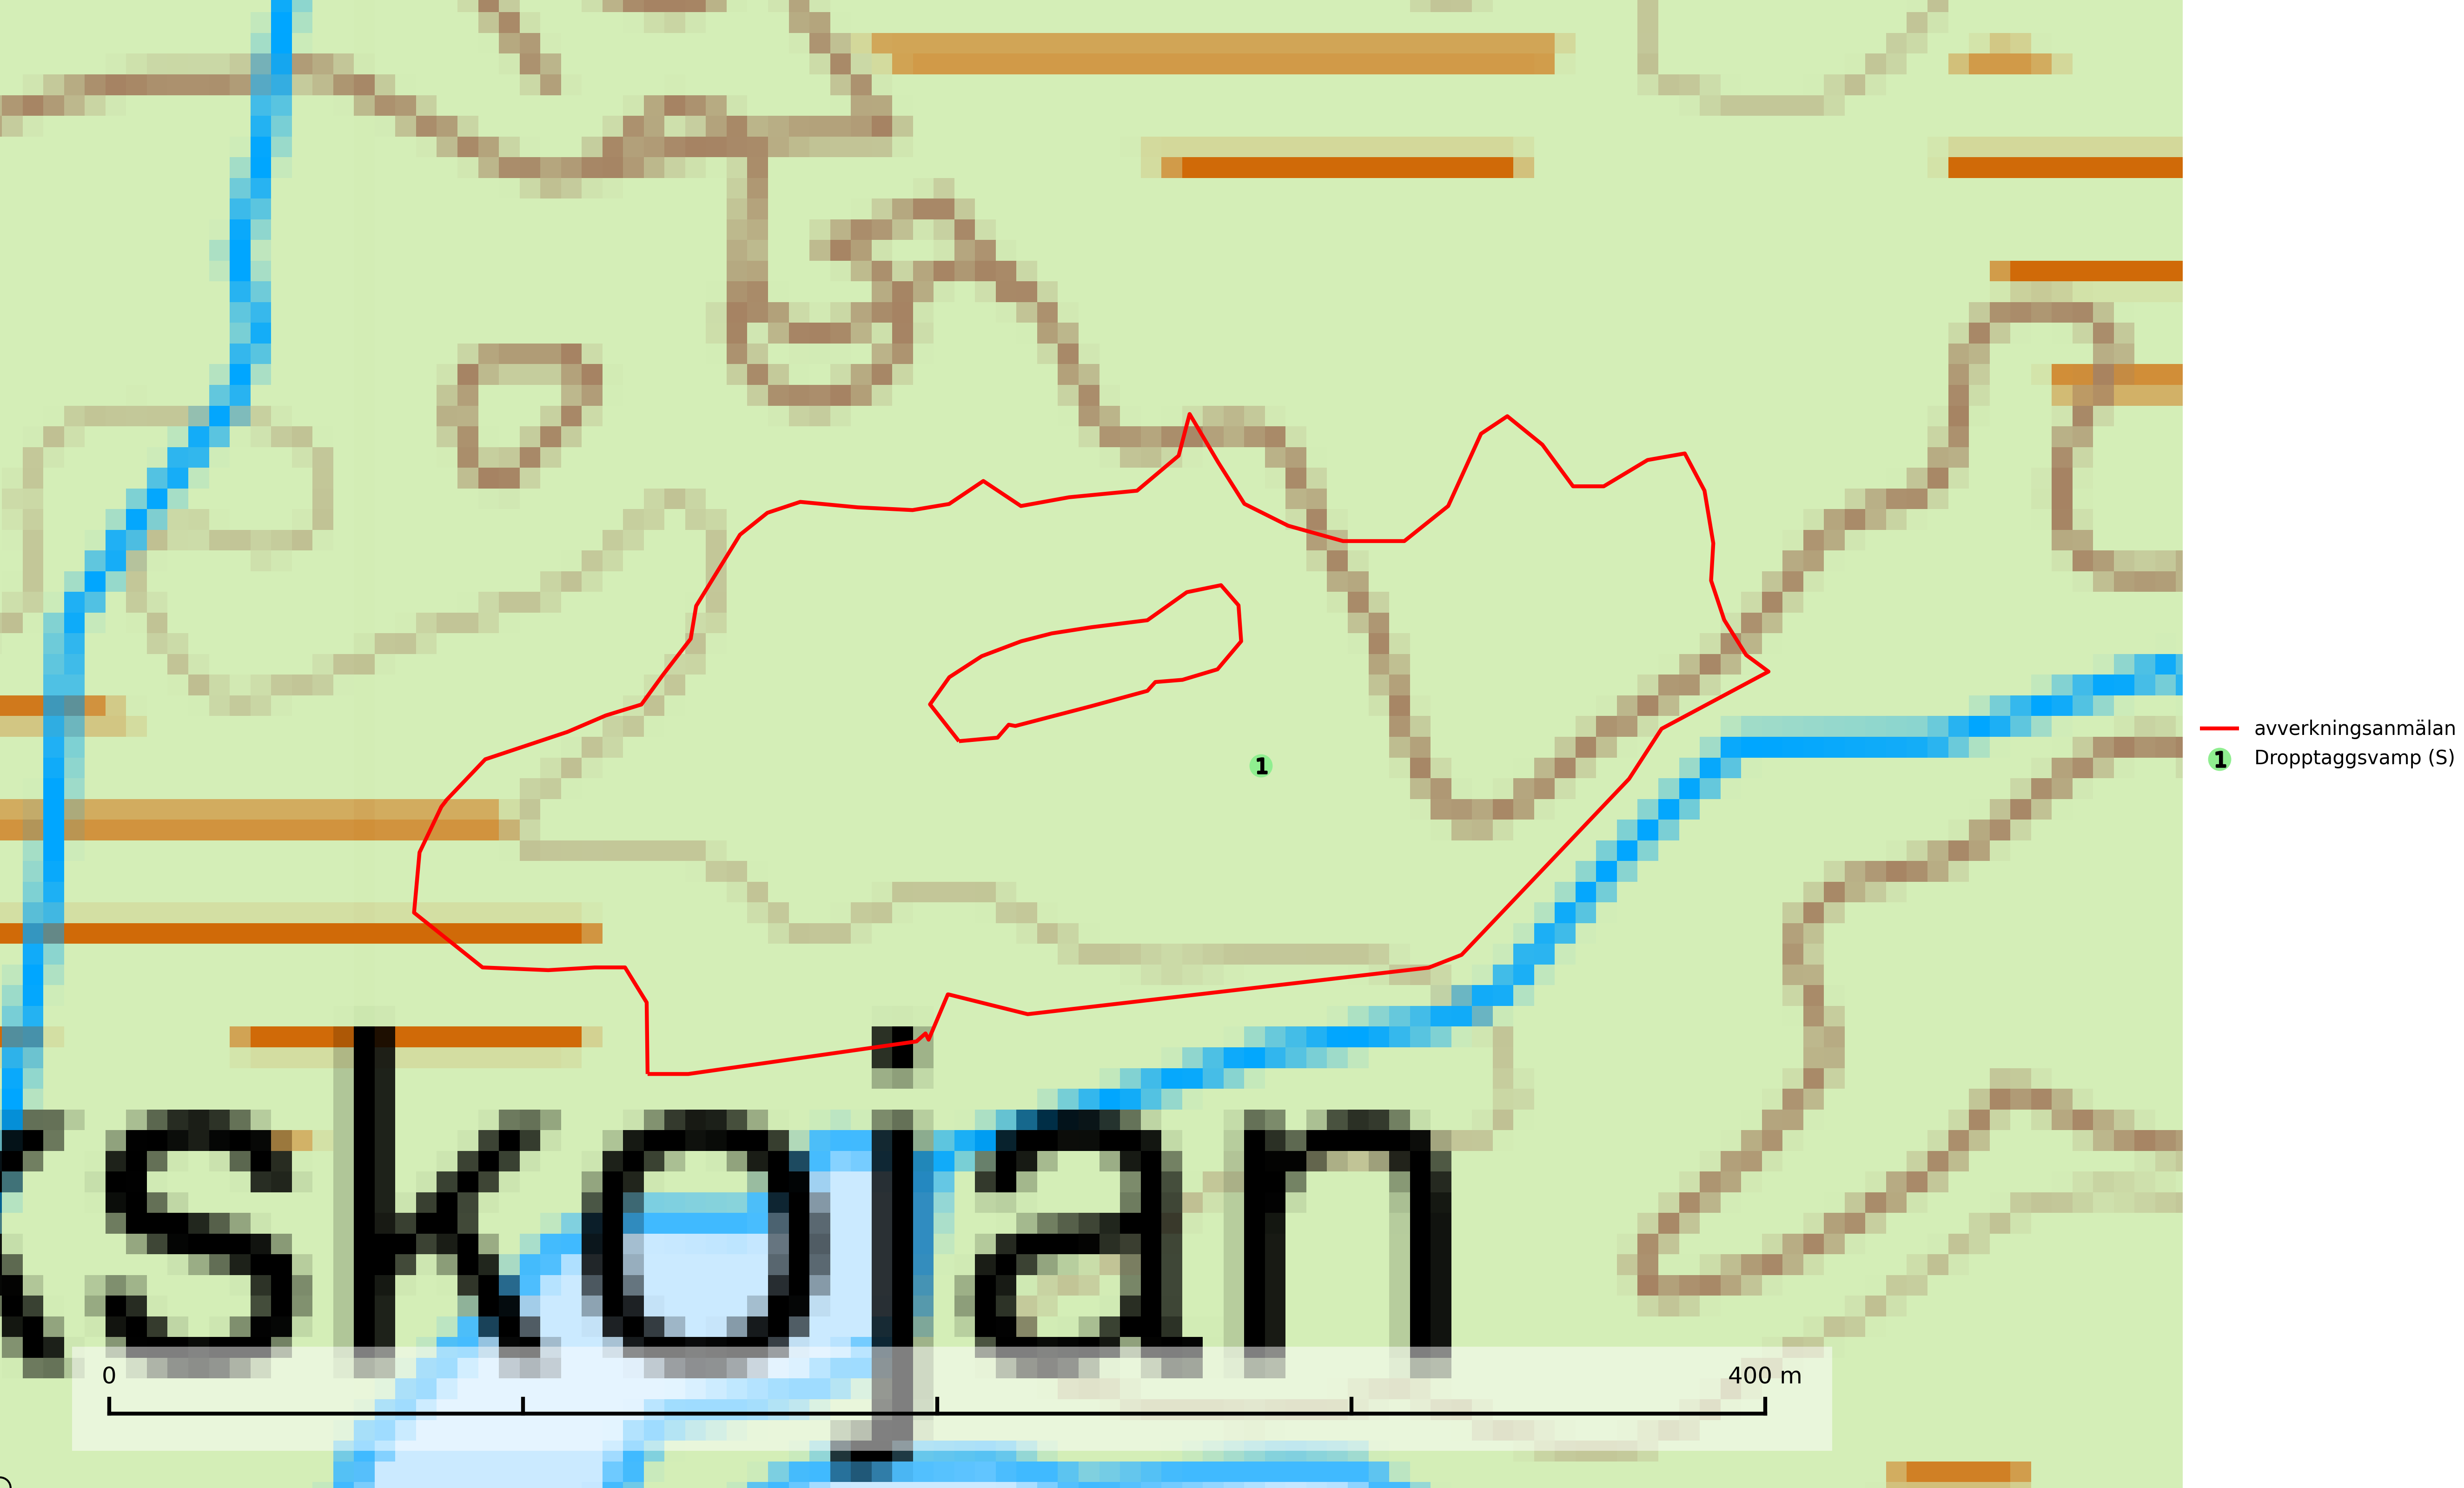 1
avverkningsanmälan
1 Dropptaggsvamp (S)
skojan
0 400 m